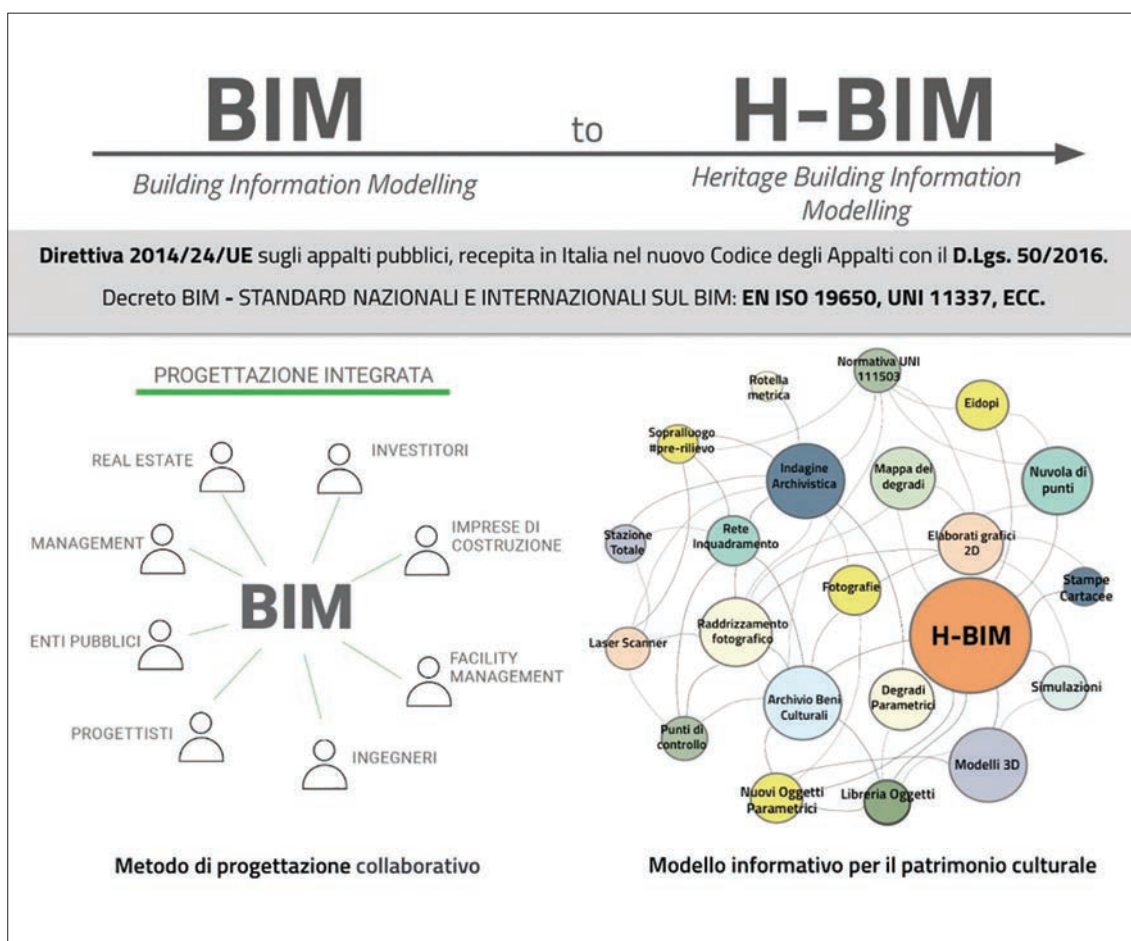 BIM
to
H-BIM
Building Information Modelling
Heritage Building Information
Modelling
Direttiva 2014/24/UE sugli appalti pubblici, recepita in Italia nel nuovo Codice degli Appalti con il D.Lgs. 50/2016.
Decreto BIM - STANDARD NAZIONALI E INTERNAZIONALI SUL BIM: EN ISO 19650, UNI 11337, ECC.
PROGETTAZIONE INTEGRATA
REAL ESTATE
INVESTITORI
MANAGEMENT
IMPRESE DI
COSTRUZIONE
BIM
ENTI PUBBLICI
FACILITY
MANAGEMENT
PROGETTISTI
INGEGNERI
Metodo di progettazione collaborativo
Normativa UNI
111503
Rotella
metrica
Eidopi
Sopralluogo
#pre-rilievo
Indagine
Archivistica
Mappa dei
degradi
Nuvola di
punti
Stazione
Totale
Rete
Inquadramento
Elaborati grafici
2D
Fotografie
Stampe
Cartacee
Raddrizzamento
fotografico
H-BIM
Laser Scanner
Archivio Beni
Culturali
Degradi
Parametrici
Simulazioni
Punti di
controllo
Modelli 3D
Nuovi Oggetti
Parametrici
Libreria Oggetti
Modello informativo per il patrimonio culturale